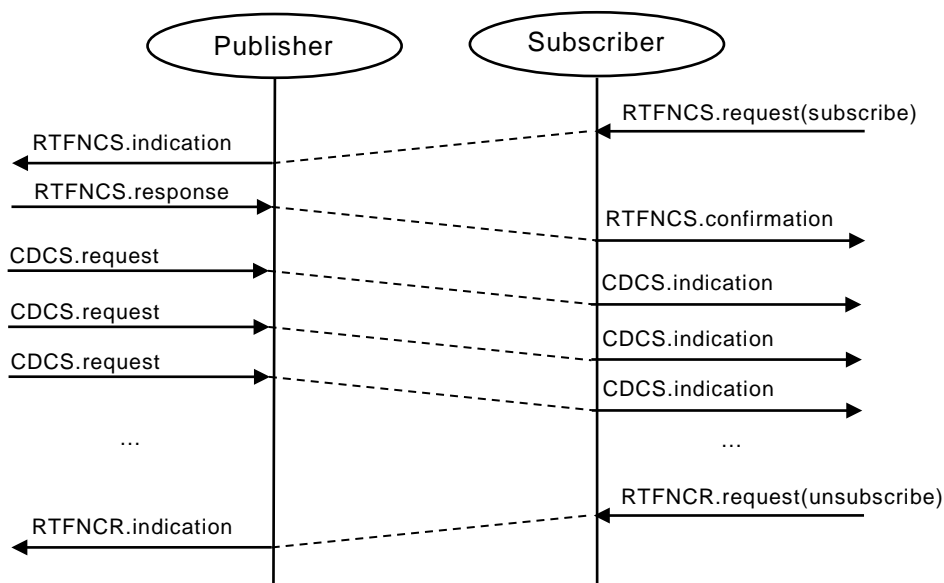 Publisher
Subscriber
RTFNCS.request(subscribe)
RTFNCS.indication
RTFNCS.response
RTFNCS.confirmation
CDCS.request
CDCS.indication
CDCS.request
CDCS.indication
CDCS.request
CDCS.indication
...
...
RTFNCR.request(unsubscribe)
RTFNCR.indication